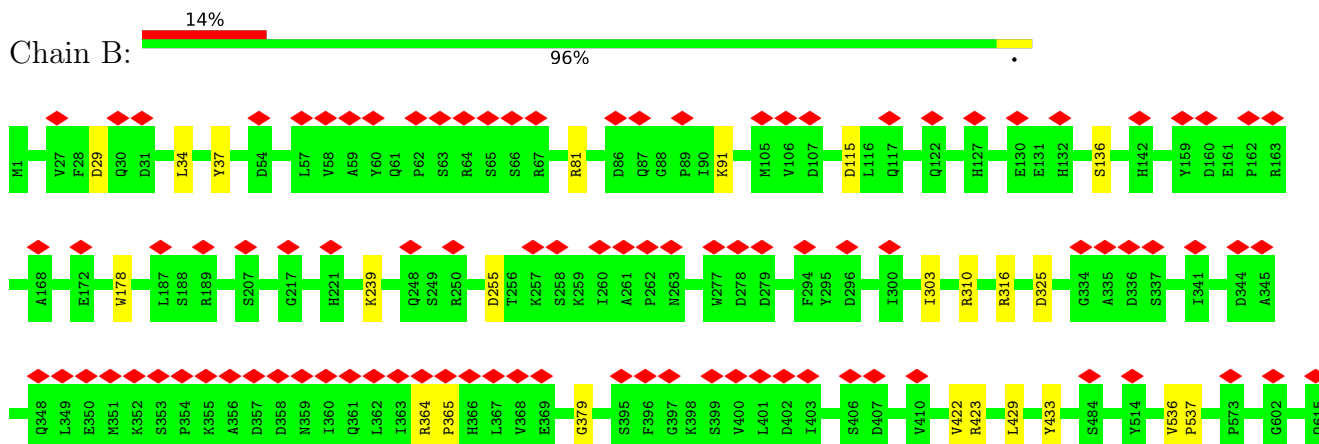 14%
Chain B:
96%
.
M1 V27 F28 D29 Q30 D31 L34 Y37 D54 L57 V58 A59 Y60 Q61 P62 S63 R64 S65 S66 R67 R81 D86 Q87 G88 P89 I90 K91 M105 V106 D107 D115 L116 Q117 Q122 H127 E130 E131 H132 S136 H142 Y159 D160 E161 P162 R163
A168 E172 W178 L187 S188 R189 S207 G217 H221 K239 Q248 S249 R250 D255 T256 K257 S258 K259 I260 A261 P262 N263 W277 D278 D279 F294 Y295 D296 I300 I303 R310 R316 D325 G334 A335 D336 S337 I341 D344 A345
Q348 L349 E350 M351 K352 S353 P354 K355 A356 D357 D358 N359 I360 Q361 L362 I363 R364 P365 H366 L367 V368 E369 G379 S395 F396 G397 K398 S399 V400 L401 D402 I403 S406 D407 V410 V422 R423 L429 Y433 S484 Y514 V536 P537 P573 G602